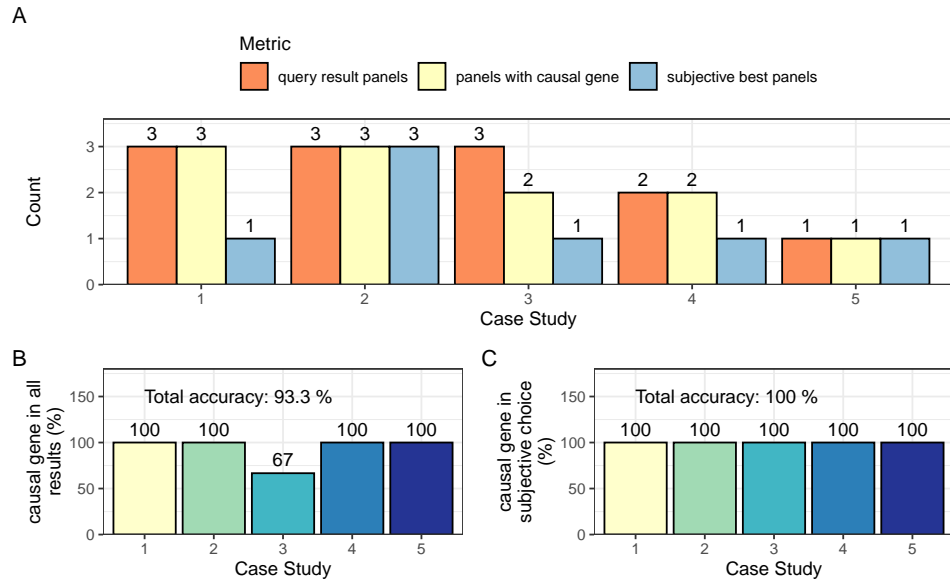 A
Metric
query result panels
panels with causal gene
subjective best panels
Count
3
2
1
0
3 3 1
3 3 3
3 2 1
2 2 1
1 1 1
1 2 3 4 5
Case Study
B
causal gene in all
results (%)
150
100
50
0
Total accuracy: 93.3 %
100 100 67 100 100
1 2 3 4 5
Case Study
C
causal gene in
subjective choice
(%)
150
100
50
0
Total accuracy: 100 %
100 100 100 100 100
1 2 3 4 5
Case Study